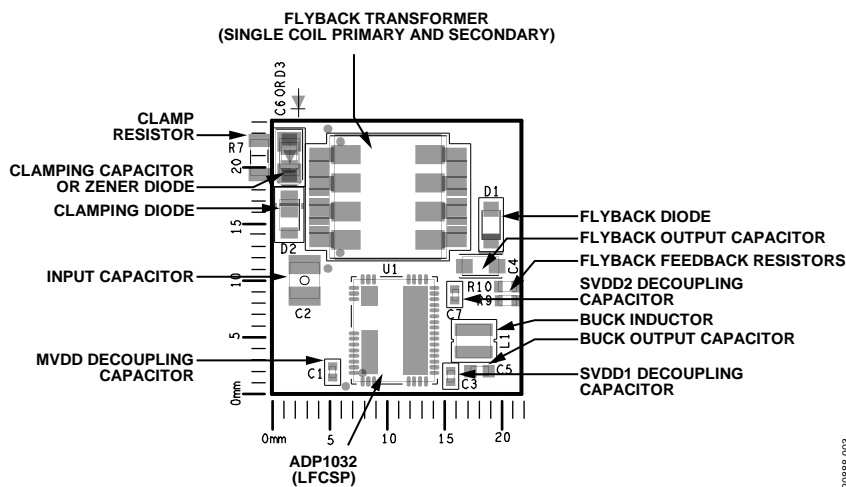 FLYBACK TRANSFORMER
(SINGLE COIL PRIMARY AND SECONDARY)
C6 OR D3
CLAMP
RESISTOR
R7
20
CLAMPING CAPACITOR
OR ZENER DIODE
CLAMPING DIODE
D1
FLYBACK DIODE
15
D2
FLYBACK OUTPUT CAPACITOR
U1
C4
FLYBACK FEEDBACK RESISTORS
INPUT CAPACITOR
10
R10
R9
SVDD2 DECOUPLING
CAPACITOR
C2
C7
BUCK INDUCTOR
5
L1
BUCK OUTPUT CAPACITOR
MVDD DECOUPLING
CAPACITOR
C1
C5
C3
SVDD1 DECOUPLING
CAPACITOR
0mm
0mm
5
10
15
20
ADP1032
(LFCSP)
20888-003